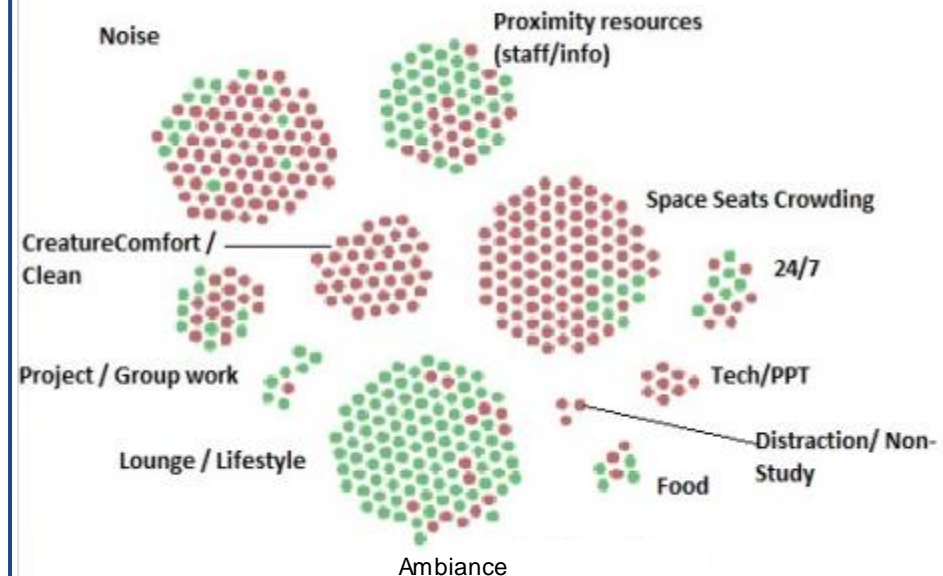 Proximity resources
(staff/info)
Noise
Space Seats Crowding
CreatureComfort /
Clean
24/7
Project / Group work
Tech/PPT
Distraction/ Non-
Study
Lounge / Lifestyle
Food
Ambiance